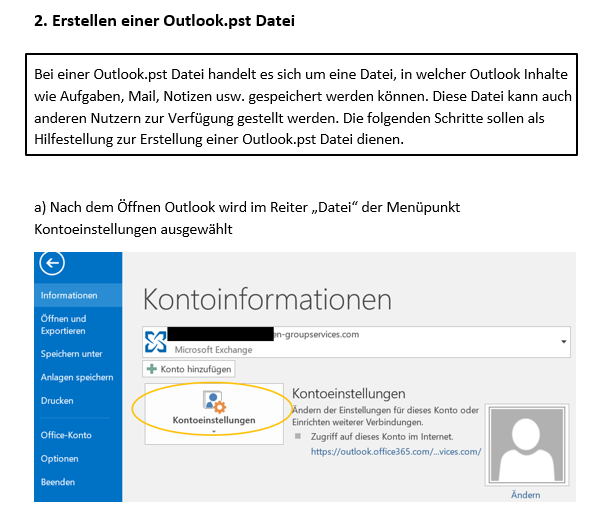 2. Erstellen einer Outlook.pst Datei
Bei einer Outlook.pst Datei handelt es sich um eine Datei, in welcher Outlook Inhalte
wie Aufgaben, Mail, Notizen usw. gespeichert werden können. Diese Datei kann auch
anderen Nutzern zur Verfügung gestellt werden. Die folgenden Schritte sollen als
Hilfestellung zur Erstellung einer Outlook.pst Datei dienen.
a) Nach dem Öffnen Outlook wird im Reiter „Datei“ der Menüpunkt
Kontoeinstellungen ausgewählt
Informationen
Öffnen und
Exportieren
Speichern unter
Anlagen speichern
Drucken
Office-Konto
Optionen
Beenden
Kontoinformationen
en-groupservices.com
Microsoft Exchange
Konto hinzufügen
Kontoeinstellungen
Kontoeinstellungen
Ändern der Einstellungen für dieses Konto oder
Einrichten weiterer Verbindungen.
Zugriff auf dieses Konto im Internet.
https://outlook.office365.com/...vices.com/
Ändern